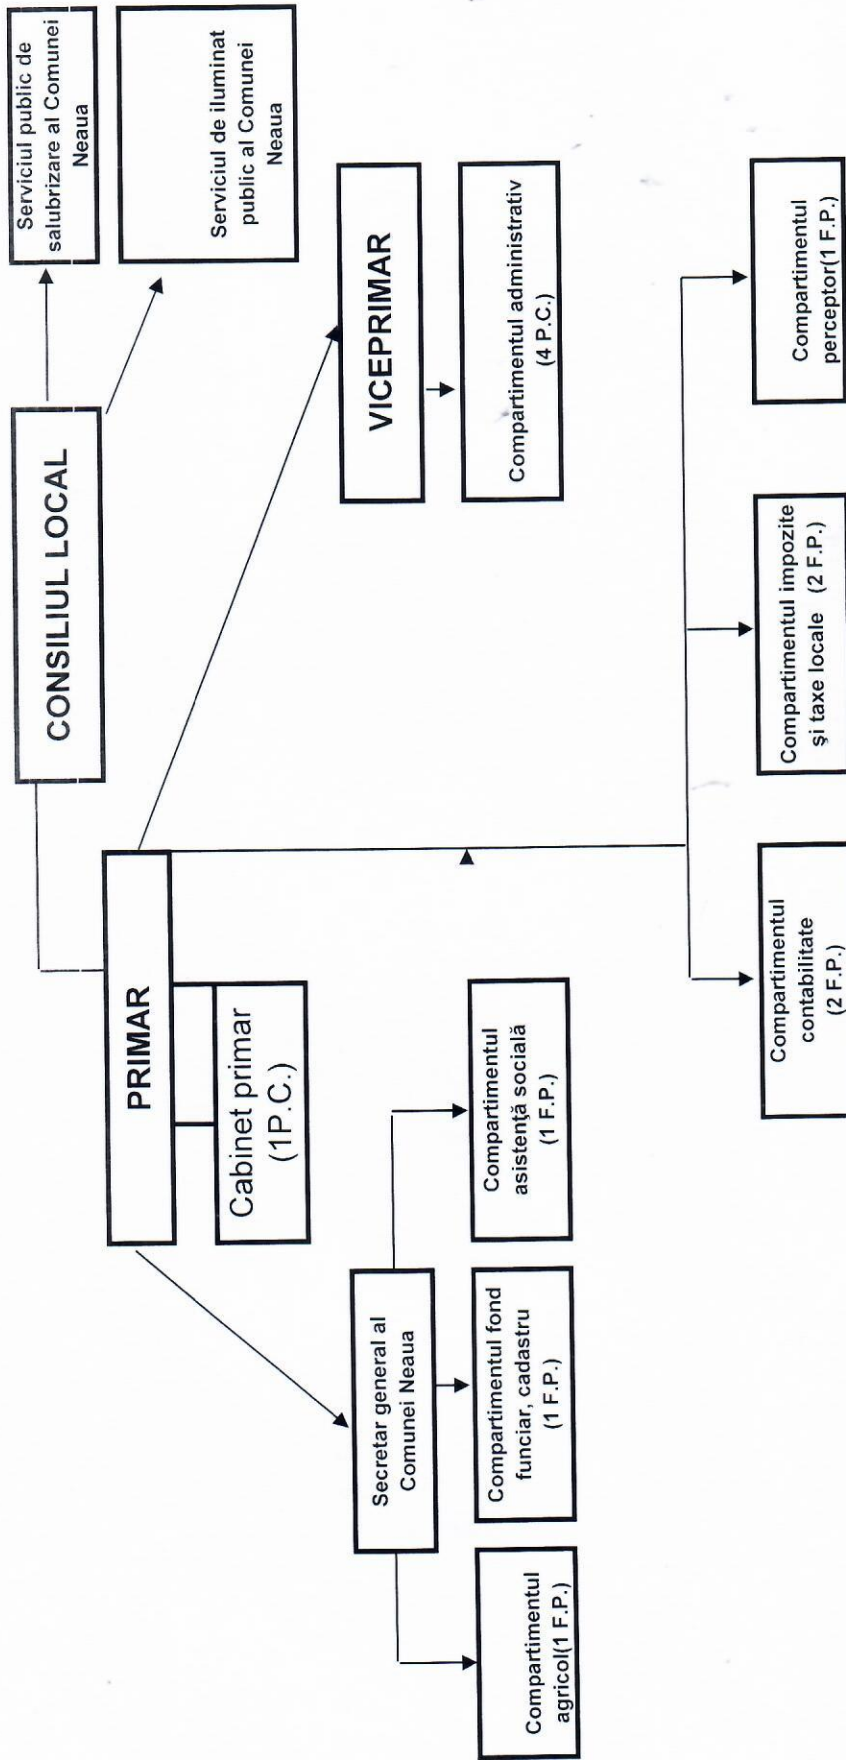 Serviciul public de
salubrizare al Comunei
Neaua
CONSILIUL LOCAL
Serviciul de iluminat
public al Comunei
Neaua
PRIMAR
Cabinet primar
(1P.C.)
VICEPRIMAR
Secretar general al
Comunei Neaua
Compartimentul administrativ
(4 P.C.)
Compartimentul
agricol(1 F.P.)
Compartimentul fond
funciar, cadastru
(1 F.P.)
Compartimentul
asistenţă socială
(1 F.P.)
Compartimentul
contabilitate
(2 F.P.)
Compartimentul impozite
şi taxe locale (2 F.P.)
Compartimentul
perceptor(1 F.P.)